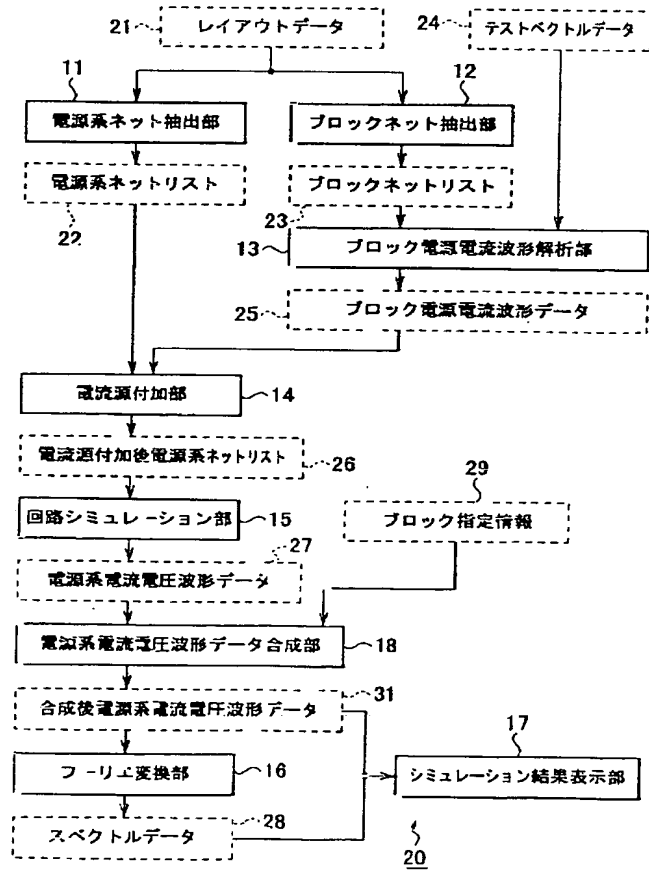 21
レイアウトデータ
24
テストベクトルデータ
11
電源系ネット抽出部
12
ブロックネット抽出部
電源系ネットリスト
22
ブロックネットリスト
23
13
ブロック電源電流波形解析部
25
ブロック電源電流波形データ
電流源付加部
14
電流源付加後電源系ネットリスト
26
回路シミュレーション部
15
29
ブロック指定情報
27
電源系電流電圧波形データ
電源系電流電圧波形データ合成部
18
31
合成後電源系電流電圧波形データ
17
フーリエ変換部
16
シミュレーション結果表示部
28
スペクトルデータ
20